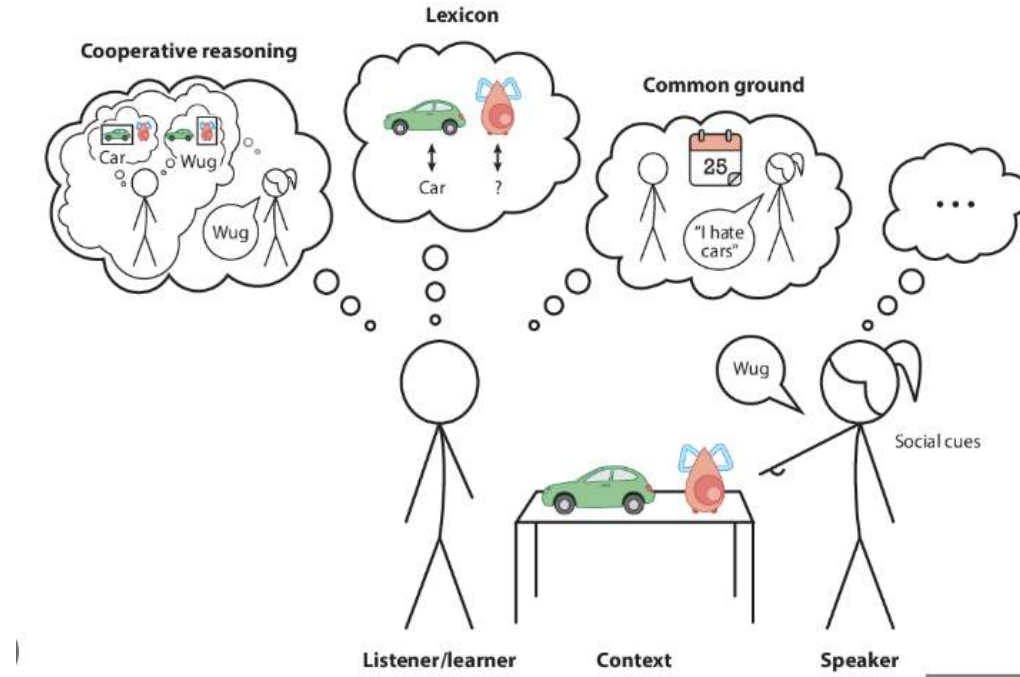 Lexicon
Cooperative reasoning
Common ground
Car
Wug
Wug
Car
?
25
"I hate
cars"
...
Wug
Social cues
Listener/learner
Context
Speaker